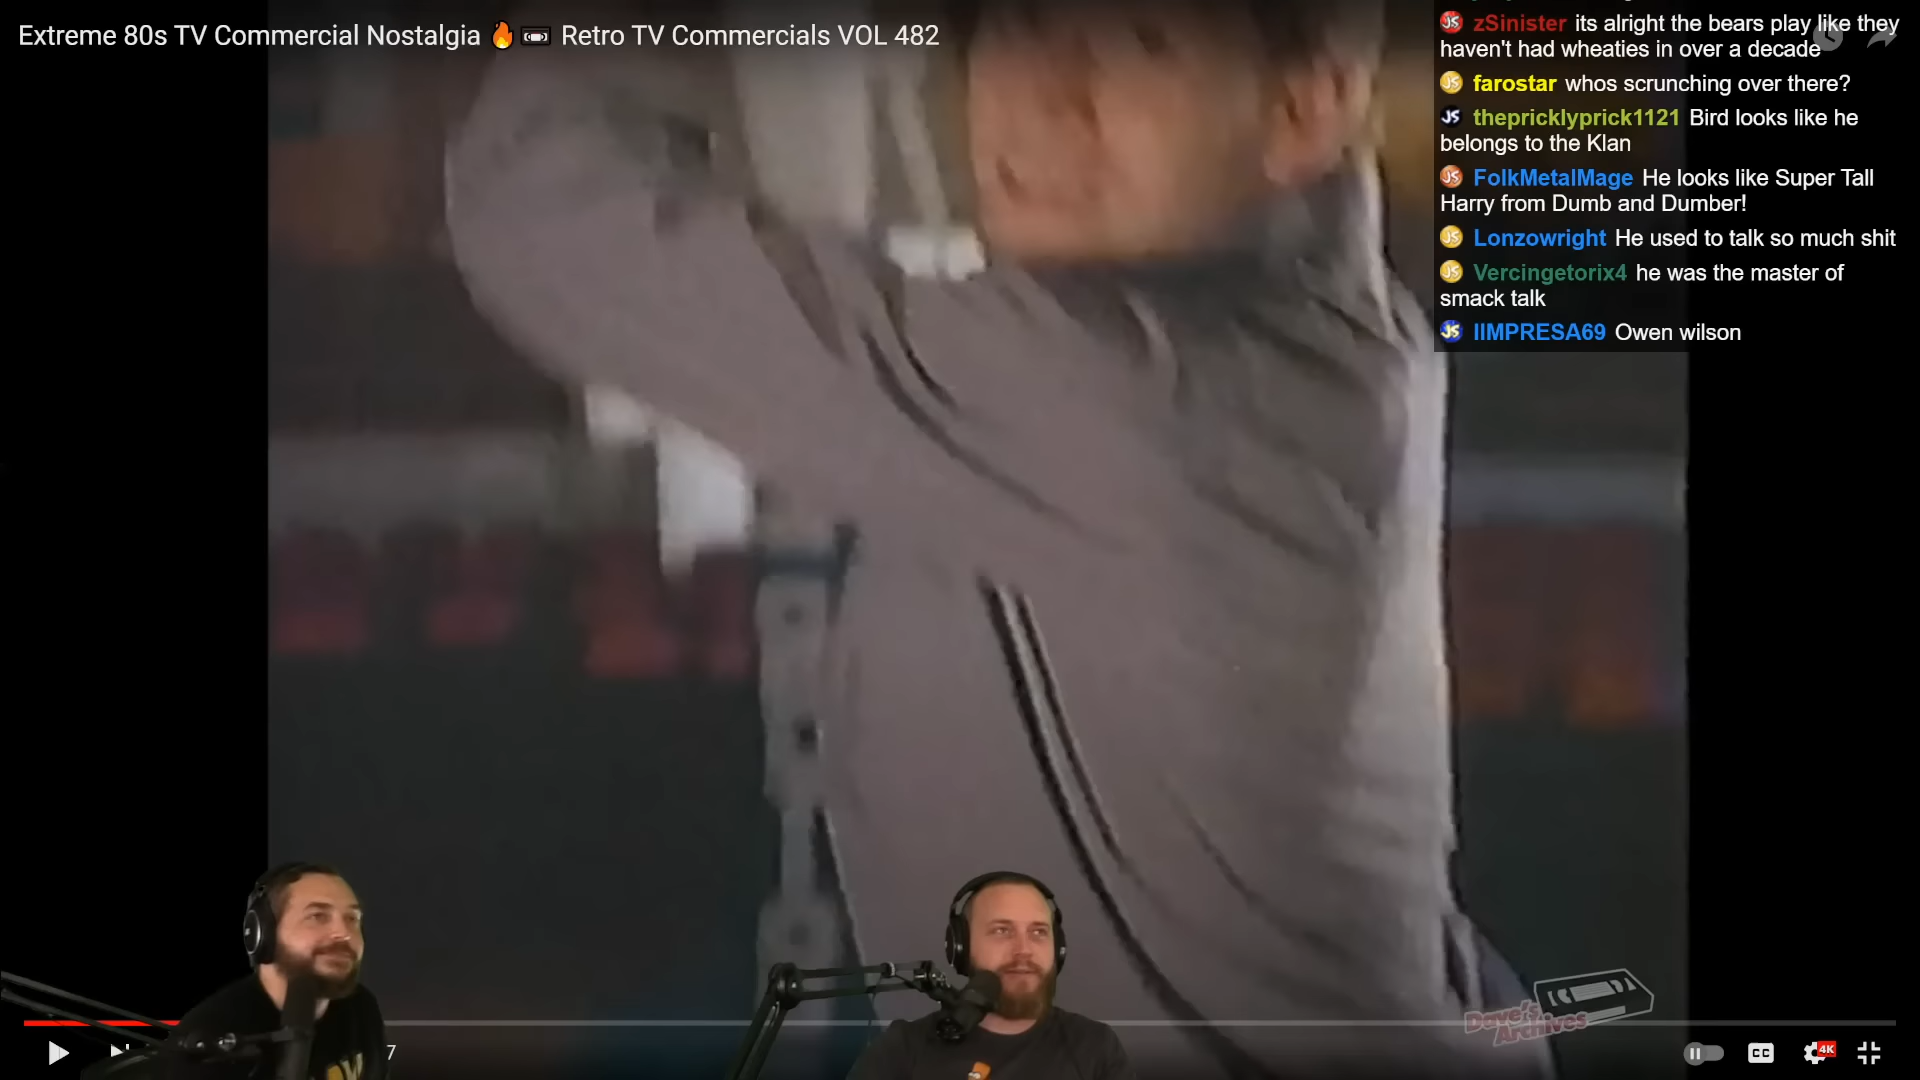 Extreme 80s TV Commercial Nostalgia 🔥📼 Retro TV Commercials VOL 482
zSinister its alright the bears play like they
haven't had wheaties in over a decade
farostar whos scrunching over there?
thepricklyprick1121 Bird looks like he
belongs to the Klan
FolkMetalMage He looks like Super Tall
Harry from Dumb and Dumber!
Lonzowright He used to talk so much shit
Vercingetorix4 he was the master of
smack talk
IIMPRESA69 Owen wilson
Dave's
Archives
7
CC
4K